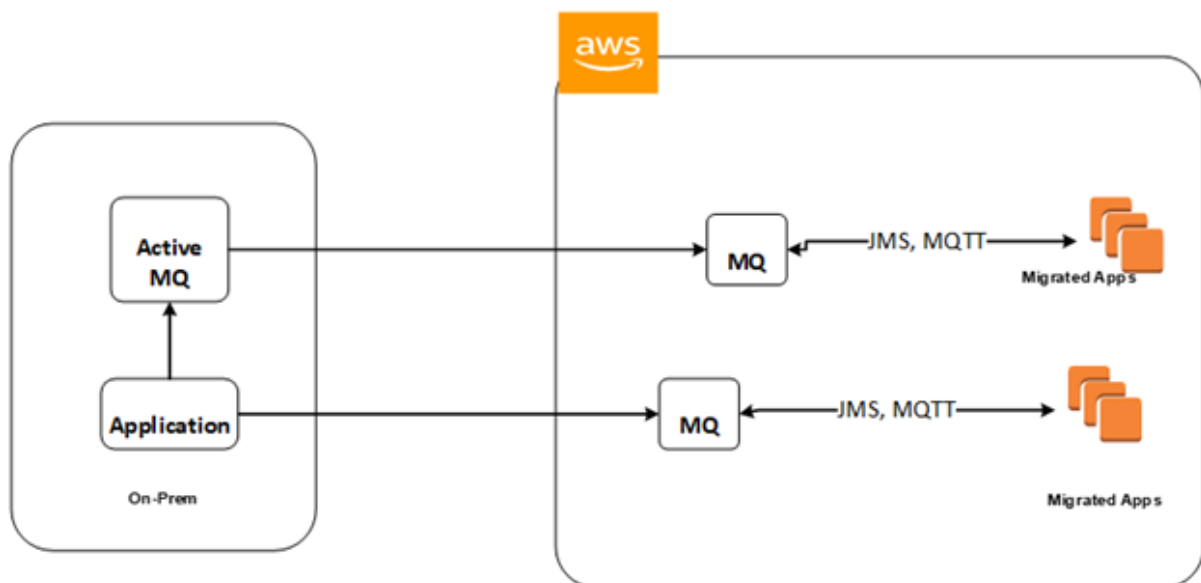 aws
Active
MQ
MQ
JMS, MQTT
Migrated Apps
Application
MQ
JMS, MQTT
On-Prem
Migrated Apps